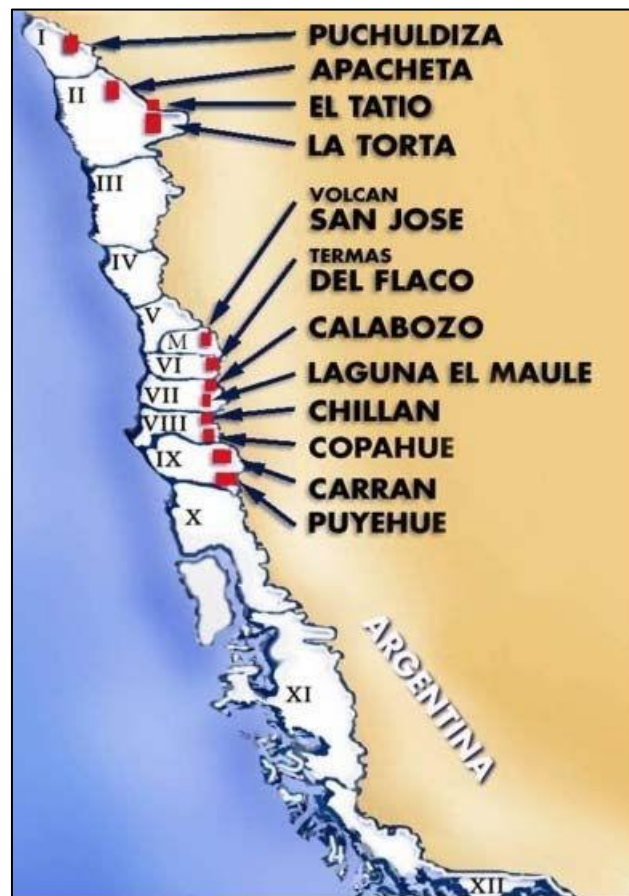 I
PUCHULDIZA
APACHETA
II
EL TATIO
LA TORTA
III
VOLCAN
SAN JOSE
IV
TERMAS
DEL FLACO
V
CALABOZO
M
VI
LAGUNA EL MAULE
VII
CHILLAN
VIII
COPAHUE
IX
CARRAN
X
PUYEHUE
ARGENTINA
XI
XII